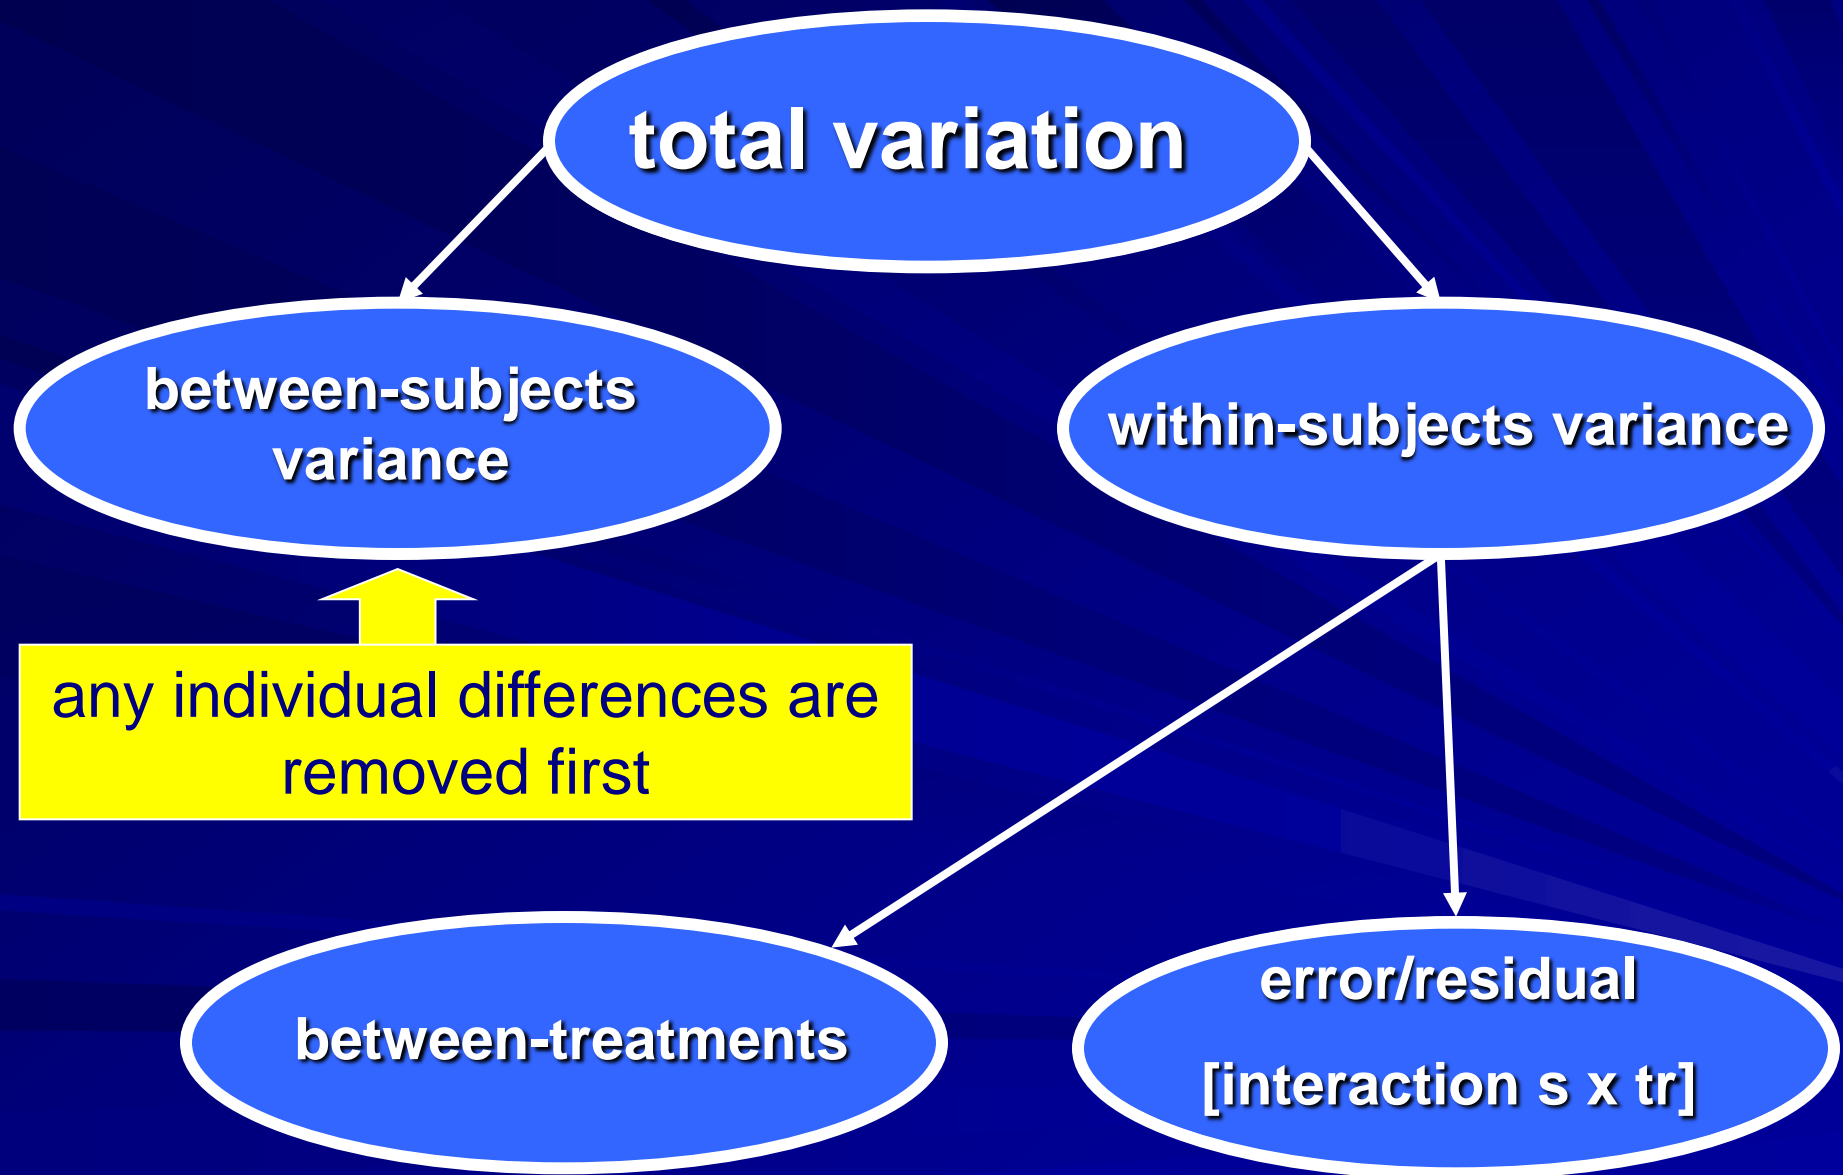 total variation
between-subjects
variance
within-subjects variance
any individual differences are
removed first
between-treatments
error/residual
[interaction s x tr]